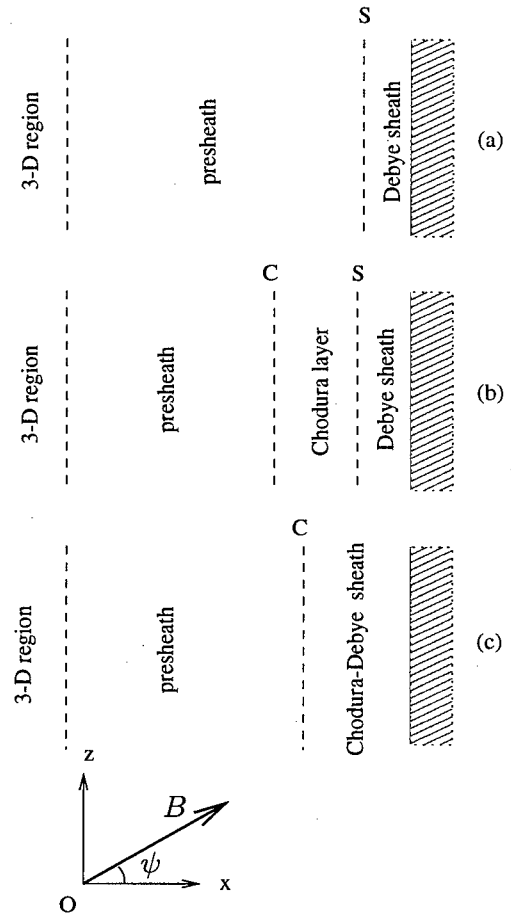 S
3-D region
presheath
Debye sheath
(a)
C
S
3-D region
presheath
Chodura layer
Debye sheath
(b)
C
3-D region
presheath
Chodura-Debye sheath
(c)
z
B
ψ
x
O